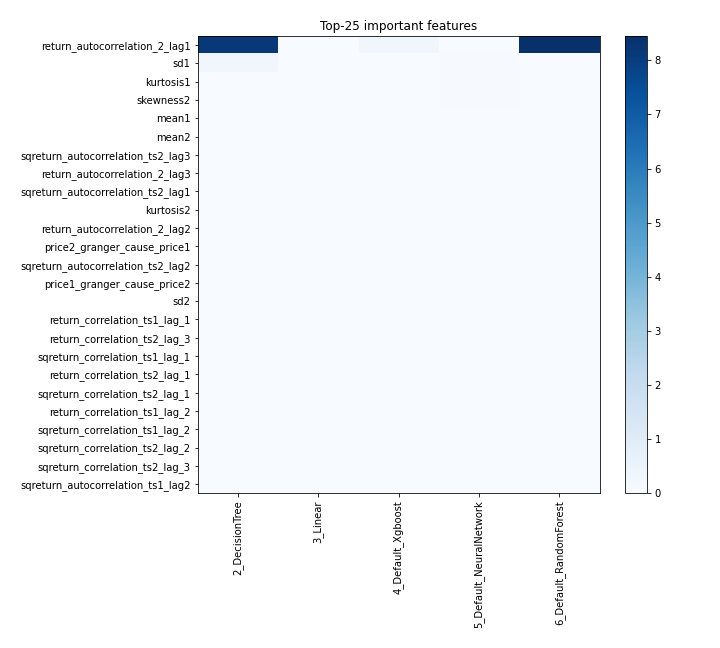 Top-25 important features
return_autocorrelation_2_lag1
sd1
kurtosis1
skewness2
mean1
mean2
sqreturn_autocorrelation_ts2_lag3
return_autocorrelation_2_lag3
sqreturn_autocorrelation_ts2_lag1
kurtosis2
return_autocorrelation_2_lag2
price2_granger_cause_price1
sqreturn_autocorrelation_ts2_lag2
price1_granger_cause_price2
sd2
return_correlation_ts1_lag_1
return_correlation_ts2_lag_3
sqreturn_correlation_ts1_lag_1
return_correlation_ts2_lag_1
sqreturn_correlation_ts2_lag_1
return_correlation_ts1_lag_2
sqreturn_correlation_ts1_lag_2
sqreturn_correlation_ts2_lag_2
sqreturn_correlation_ts2_lag_3
sqreturn_autocorrelation_ts1_lag2
2_DecisionTree
3_Linear
4_Default_Xgboost
5_Default_NeuralNetwork
6_Default_RandomForest
8
7
6
5
4
3
2
1
0